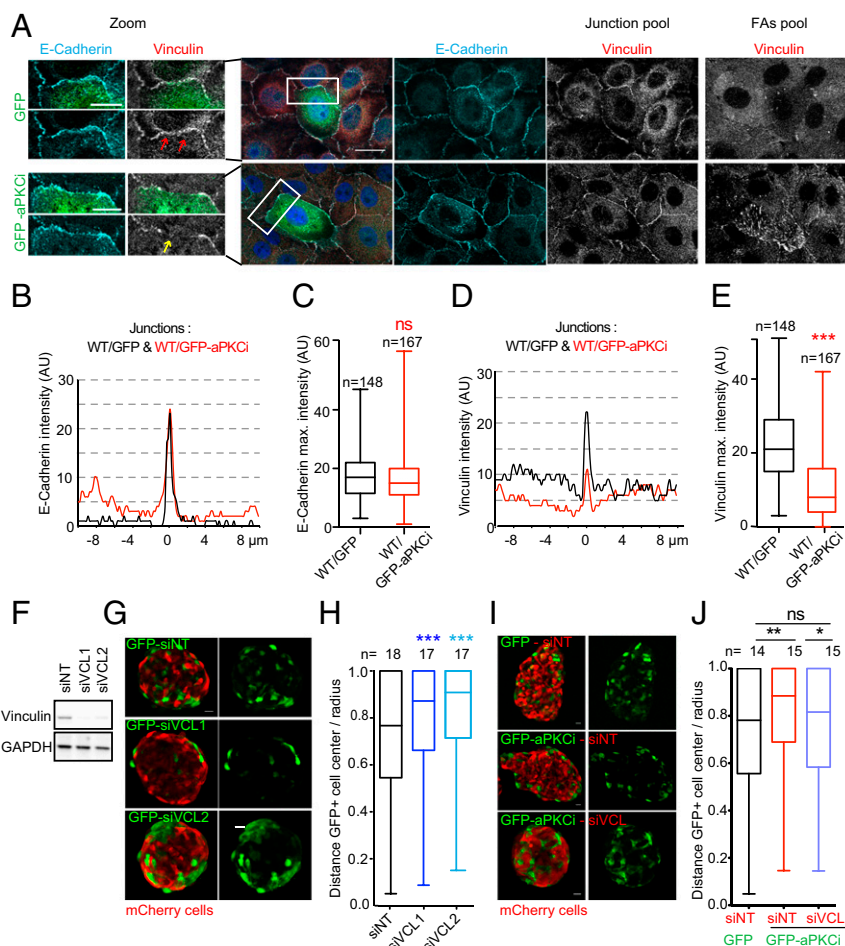 A
Zoom
Junction pool
FAs pool
E-Cadherin
Vinculin
E-Cadherin
Vinculin
Vinculin
GFP
GFP-aPKCi
B
Junctions :
WT/GFP & WT/GFP-aPKCi
E-Cadherin intensity (AU)
30
20
10
0
-8
-4
0
4
8 µm
C
E-Cadherin max. intensity (AU)
60
40
20
0
n=148
ns
n=167
WT/GFP
WT/
GFP-aPKCi
D
Junctions :
WT/GFP & WT/GFP-aPKCi
Vinculin intensity (AU)
30
20
10
0
-8
-4
0
4
8 µm
E
Vinculin max. intensity (AU)
40
20
0
n=148
***
n=167
WT/GFP
WT/
GFP-aPKCi
F
siNT
siVCL1
siVCL2
Vinculin
GAPDH
G
GFP-siNT
GFP-siVCL1
GFP-siVCL2
mCherry cells
H
*** ***
n= 18 17 17
Distance GFP+ cell center / radius
1.0
0.8
0.6
0.4
0.2
0.0
siNT
siVCL1
siVCL2
I
GFP - siNT
GFP-aPKCi - siNT
GFP-aPKCi - siVCL
mCherry cells
J
ns
** *
n= 14 15 15
Distance GFP+ cell center / radius
1.0
0.8
0.6
0.4
0.2
0.0
siNT siNT siVCL
GFP GFP-aPKCi